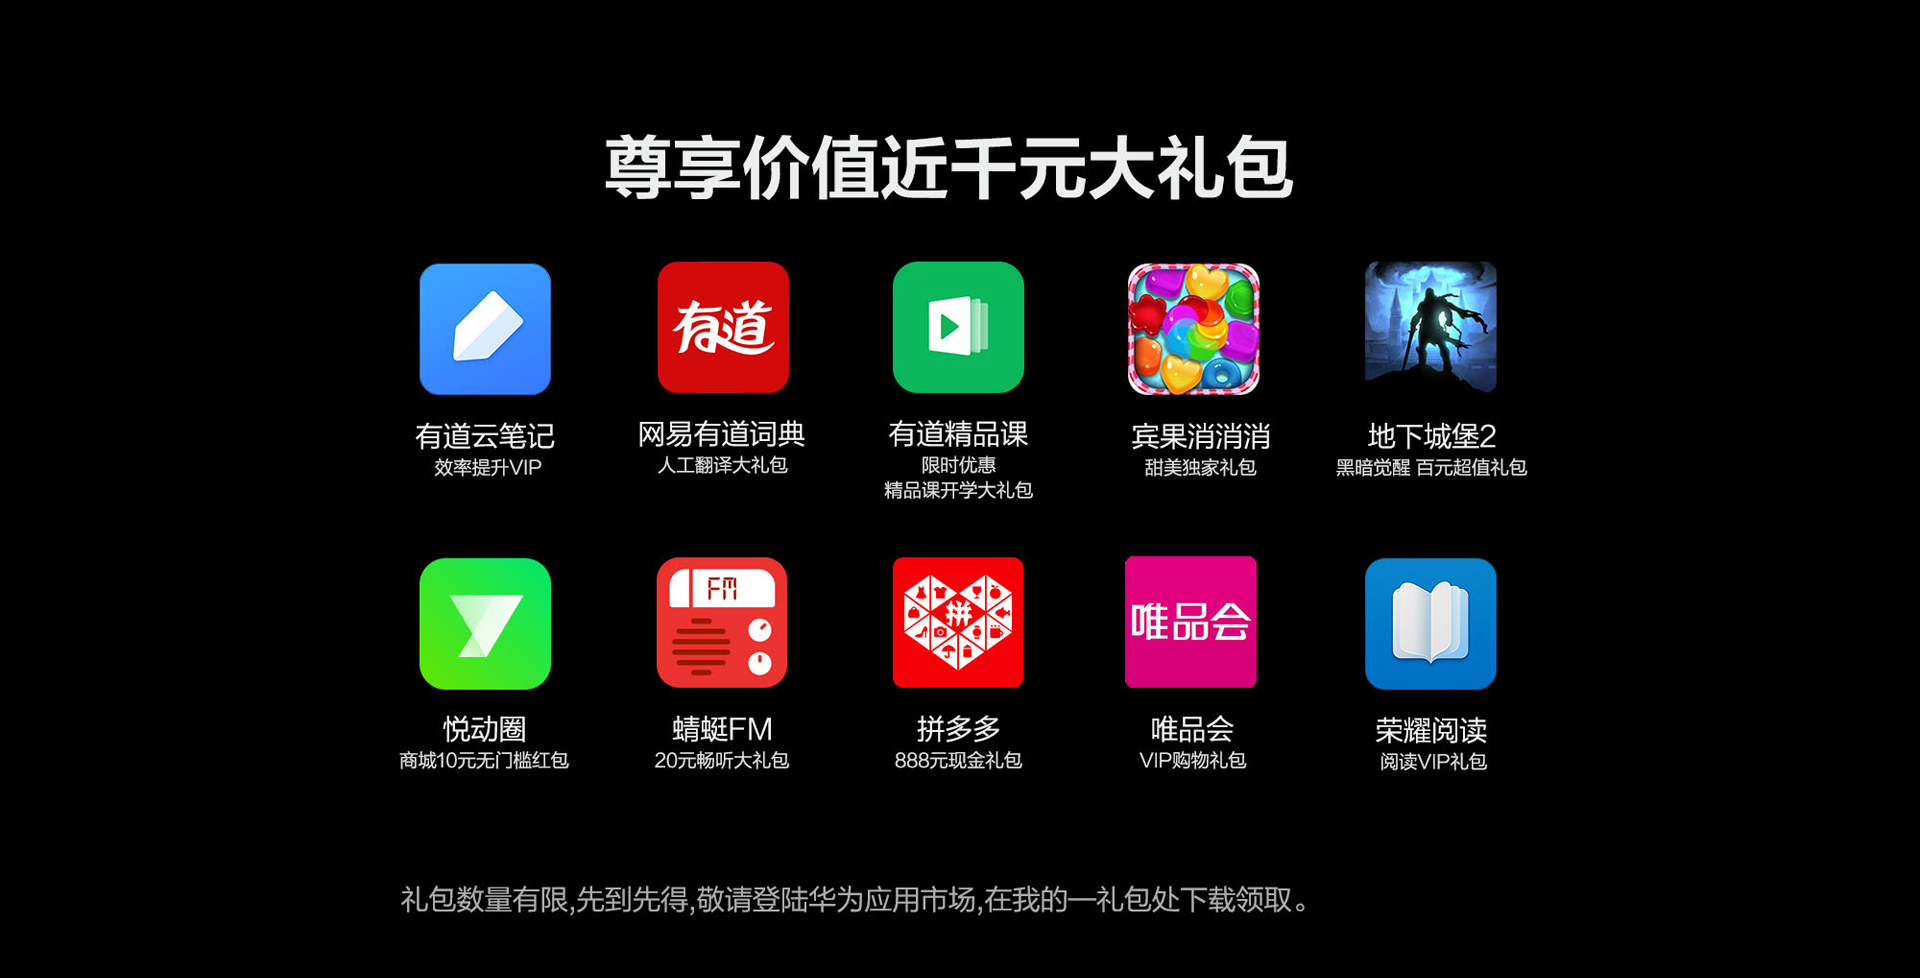 尊享价值近千元大礼包
有道
有道云笔记
效率提升VIP
网易有道词典
人工翻译大礼包
有道精品课
限时优惠
精品课开学大礼包
宾果消消消
甜美独家礼包
地下城堡2
黑暗觉醒 百元超值礼包
FM
拼
唯品会
悦动圈
商城10元无门槛红包
蜻蜓FM
20元畅听大礼包
拼多多
888元现金礼包
唯品会
VIP购物礼包
荣耀阅读
阅读VIP礼包
礼包数量有限,先到先得,敬请登陆华为应用市场,在我的—礼包处下载领取。